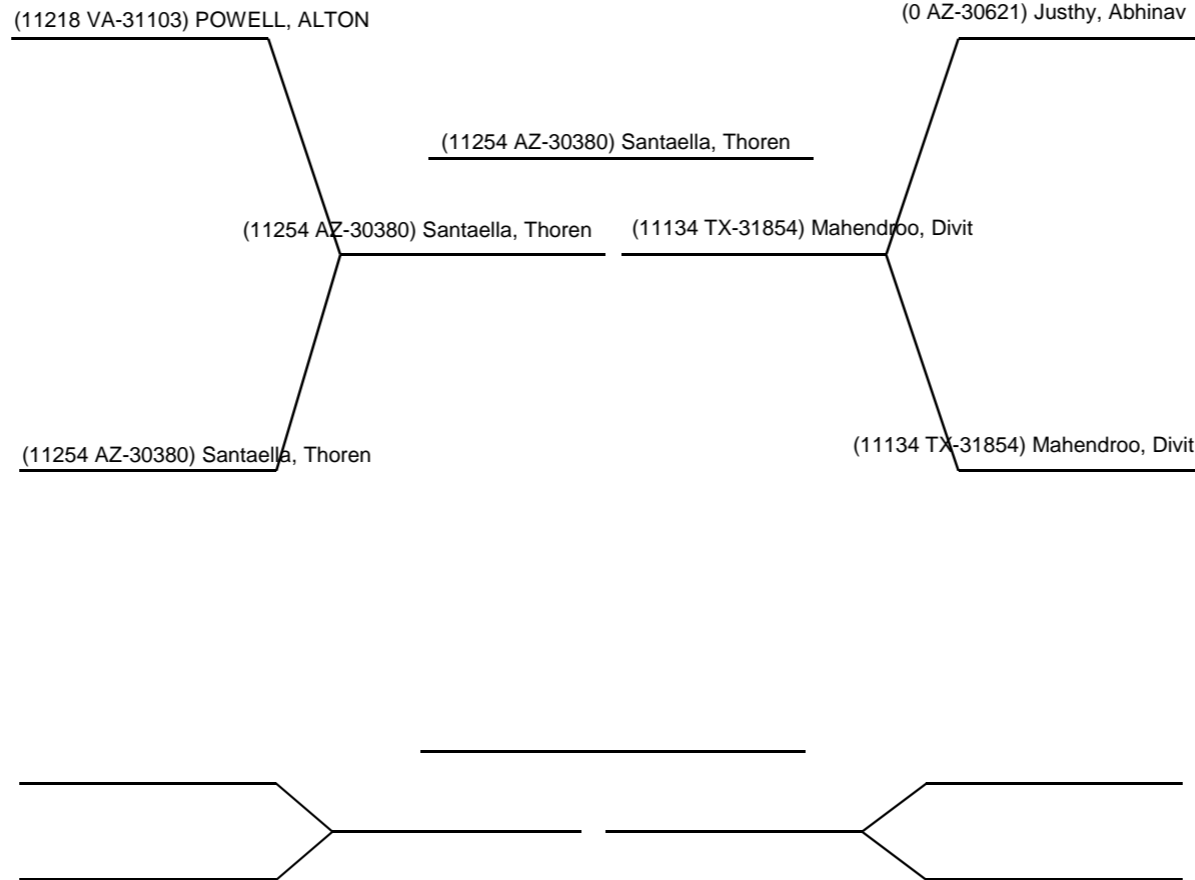 (11218 VA-31103) POWELL, ALTON
(0 AZ-30621) Justhy, Abhinav
(11254 AZ-30380) Santaella, Thoren
(11254 AZ-30380) Santaella, Thoren
(11134 TX-31854) Mahendroo, Divit
(11254 AZ-30380) Santaella, Thoren
(11134 TX-31854) Mahendroo, Divit